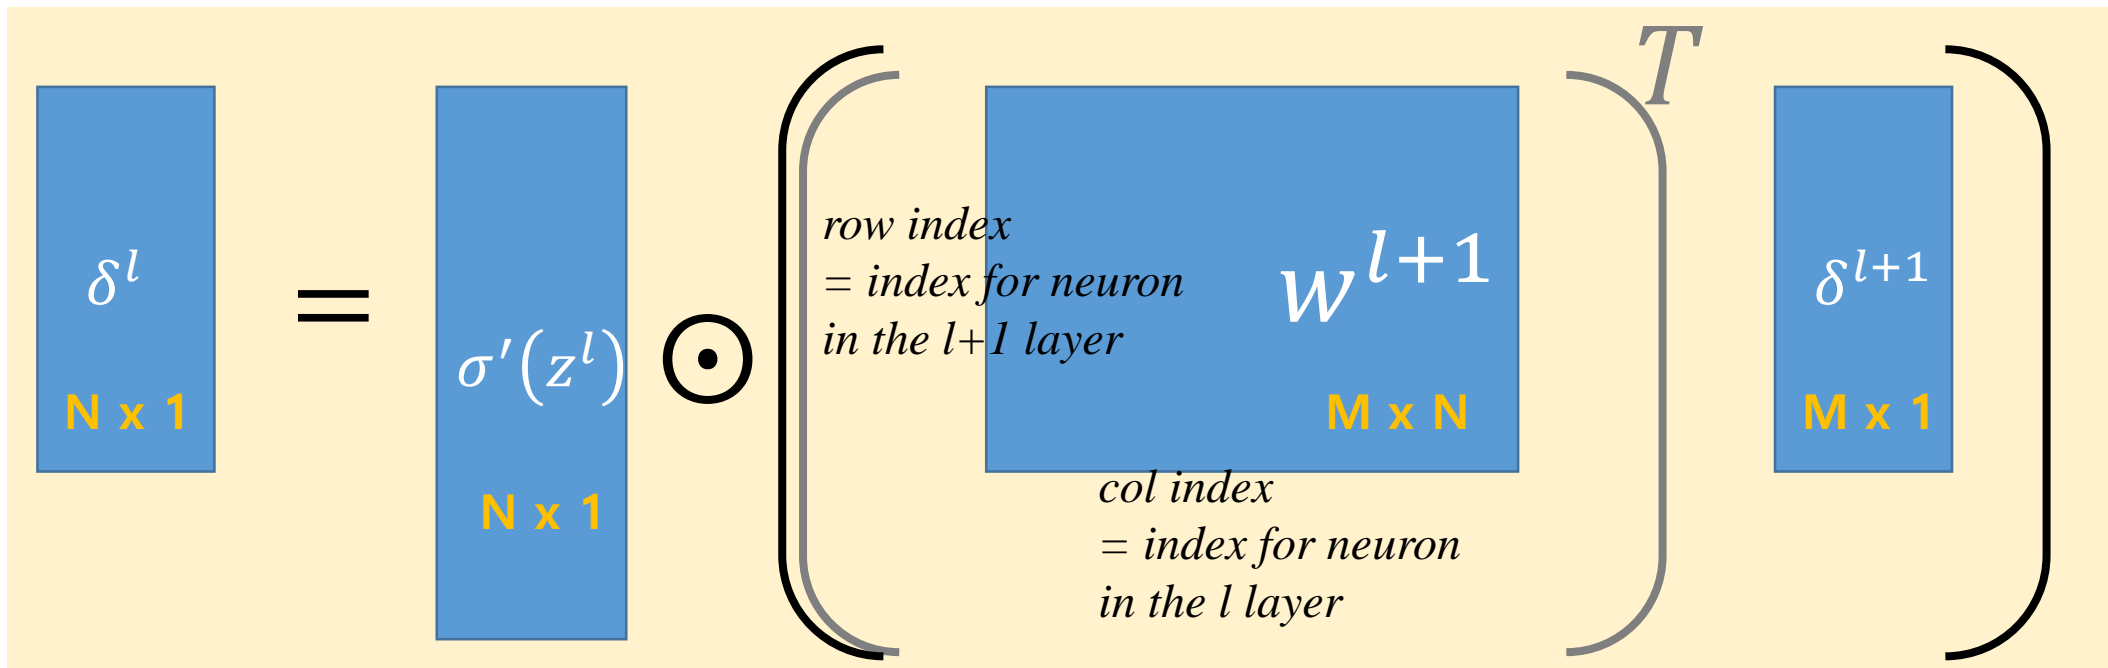 δ^l
N x 1
=
σ′(z^l)
N x 1
⊙
row index
= index for neuron
in the l+1 layer
w^{l+1}
M x N
col index
= index for neuron
in the l layer
T
δ^{l+1}
M x 1